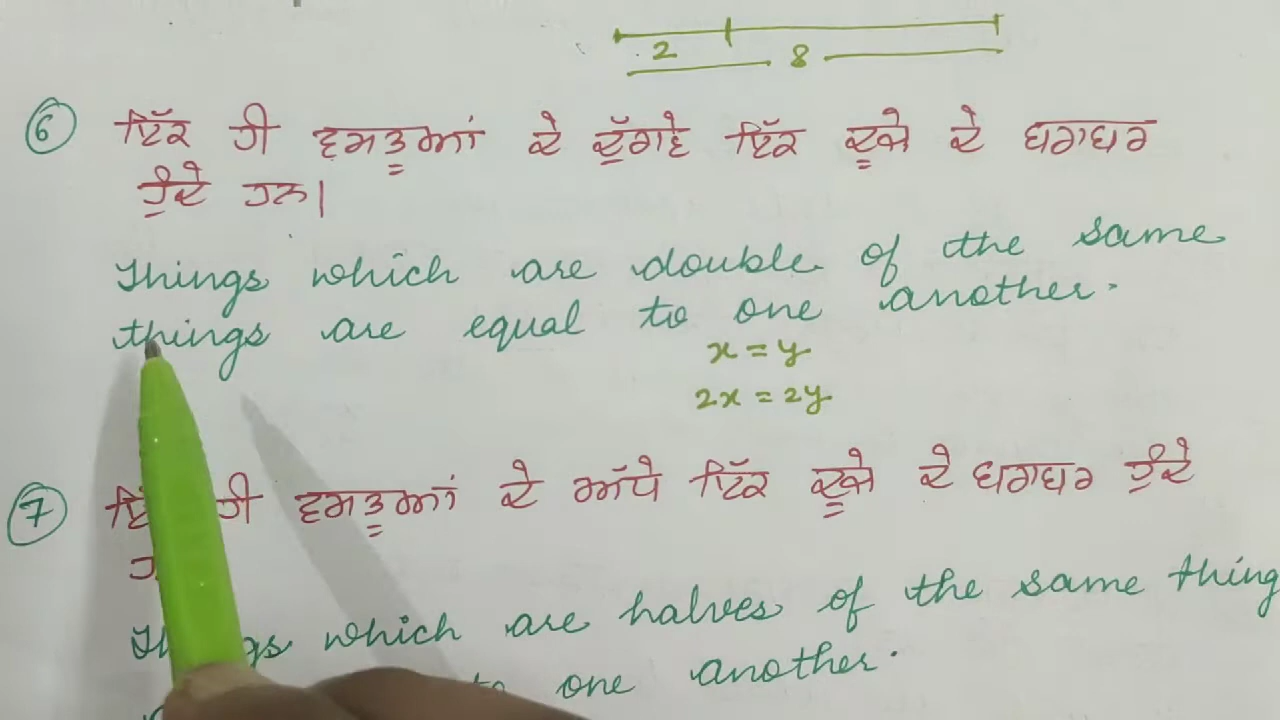 2 8
6 ਇੱਕ ਹੀ ਵਸਤੂਆਂ ਦੇ ਦੁੱਗਣੇ ਇੱਕ ਦੂਜੇ ਦੇ ਬਰਾਬਰ
ਹੁੰਦੇ ਹਨ।
Things which are double of the same
things are equal to one another.
x = y
2x = 2y
7 ਹੀ ਵਸਤੂਆਂ ਦੇ ਅੱਧੇ ਇੱਕ ਦੂਜੇ ਦੇ ਬਰਾਬਰ ਹੁੰਦੇ
which are halves of the same thing
one another.